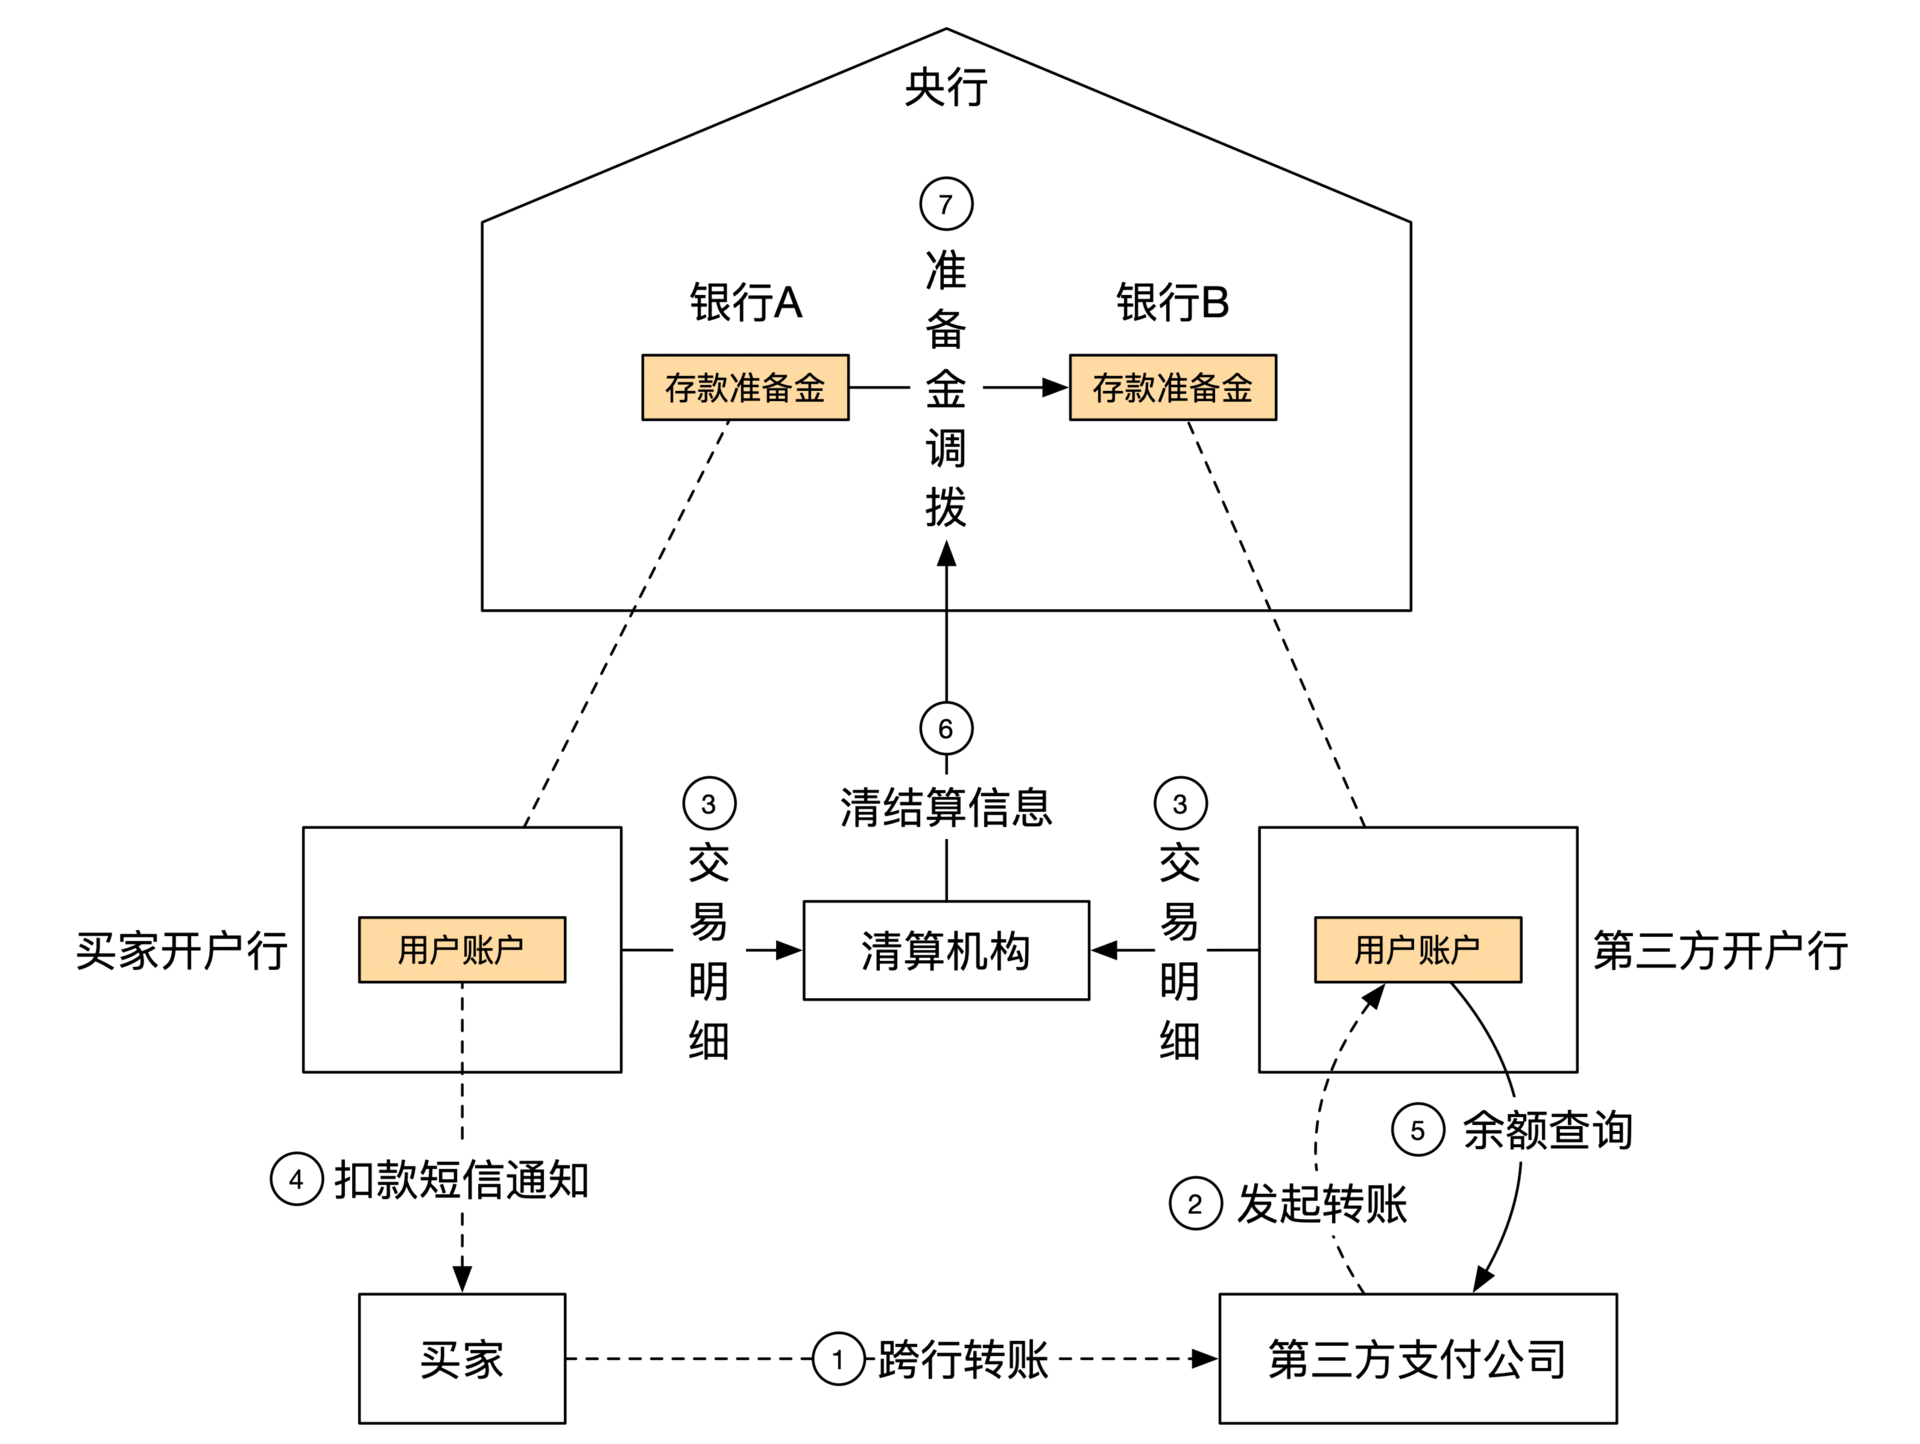 央行
7
准备金调拨
银行A
银行B
存款准备金
存款准备金
6
清结算信息
3
交易明细
3
交易明细
买家开户行
用户账户
清算机构
用户账户
第三方开户行
5 余额查询
4 扣款短信通知
2 发起转账
买家
1 跨行转账
第三方支付公司